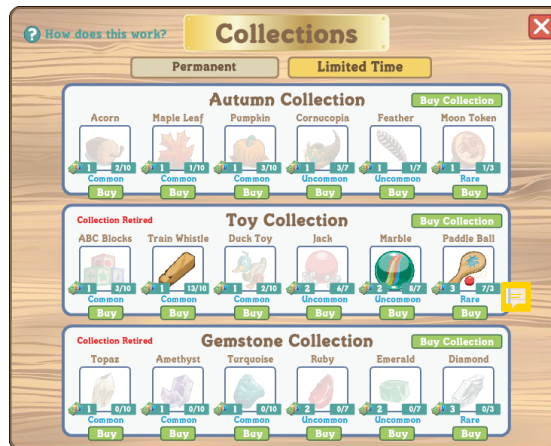 How does this work?
Collections
Permanent Limited Time
Autumn Collection Buy Collection
Acorn Maple Leaf Pumpkin Cornucopia Feather Moon Token
1 2/10 1 1/10 1 3/10 1 3/7 1 1/7 1 1/3
Common Common Common Uncommon Uncommon Rare
Buy Buy Buy Buy Buy Buy
Collection Retired Toy Collection Buy Collection
ABC Blocks Train Whistle Duck Toy Jack Marble Paddle Ball
1 3/10 1 13/10 1 2/10 2 6/7 2 8/7 3 7/3
Common Common Common Uncommon Uncommon Rare
Buy Buy Buy Buy Buy Buy
Collection Retired Gemstone Collection Buy Collection
Topaz Amethyst Turquoise Ruby Emerald Diamond
1 0/10 1 0/10 1 0/10 2 0/7 2 0/7 3 0/3
Common Common Common Uncommon Uncommon Rare
Buy Buy Buy Buy Buy Buy